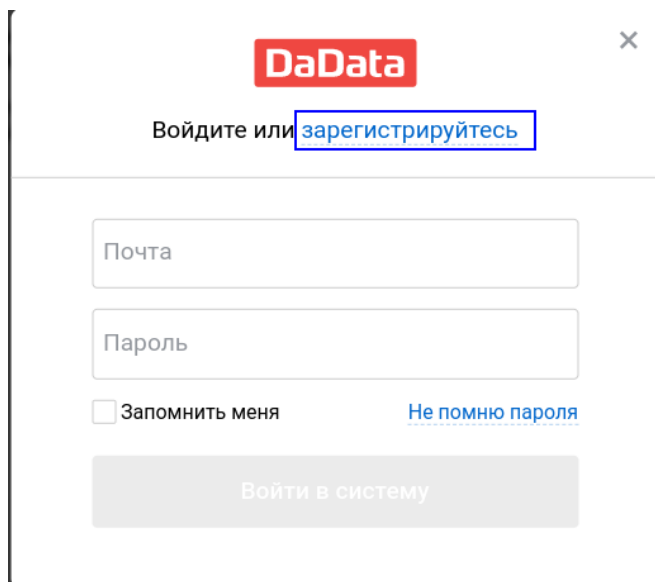 DaData
Войдите или зарегистрируйтесь
Почта
Пароль
Запомнить меня Не помню пароля
Войти в систему